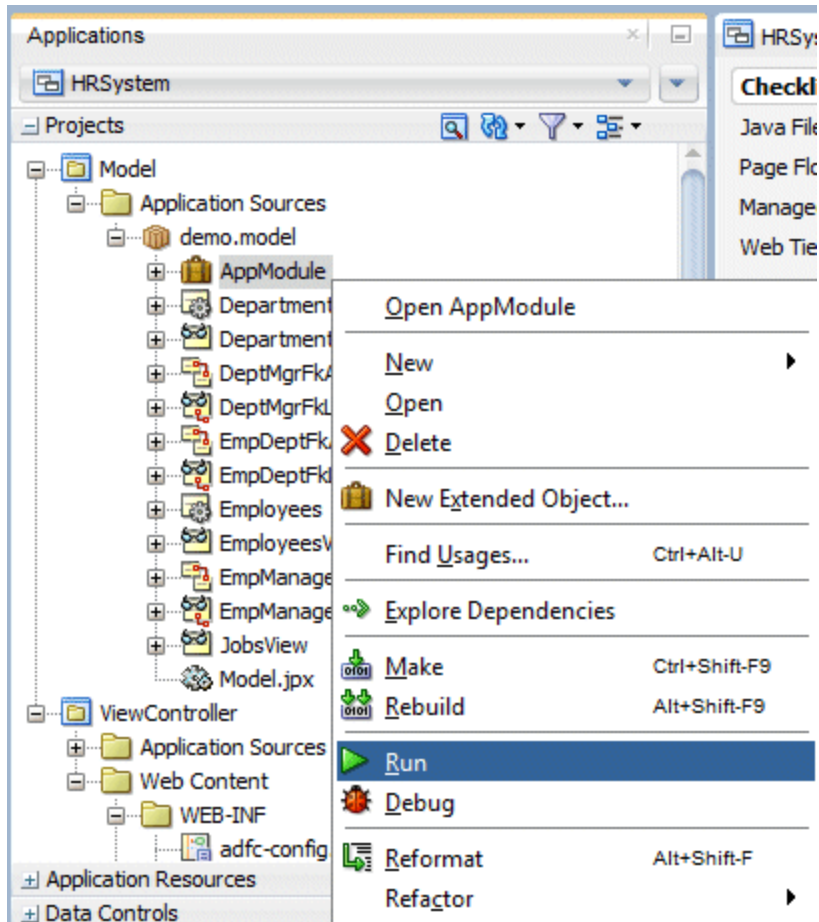 Applications
HRSystem
Projects
Model
Application Sources
demo.model
AppModule
Department
Department
DeptMgrFkA
DeptMgrFkL
EmpDeptFk
EmpDeptFk
Employees
EmployeesV
EmpManage
EmpManage
JobsView
Model.jpx
ViewController
Application Sources
Web Content
WEB-INF
adfc-config
Application Resources
Data Controls
HRSys
Checkli
Java File
Page Flo
Manage
Web Tie
Open AppModule
New
Open
Delete
New Extended Object...
Find Usages... Ctrl+Alt-U
Explore Dependencies
Make Ctrl+Shift-F9
Rebuild Alt+Shift-F9
Run
Debug
Reformat Alt+Shift-F
Refactor